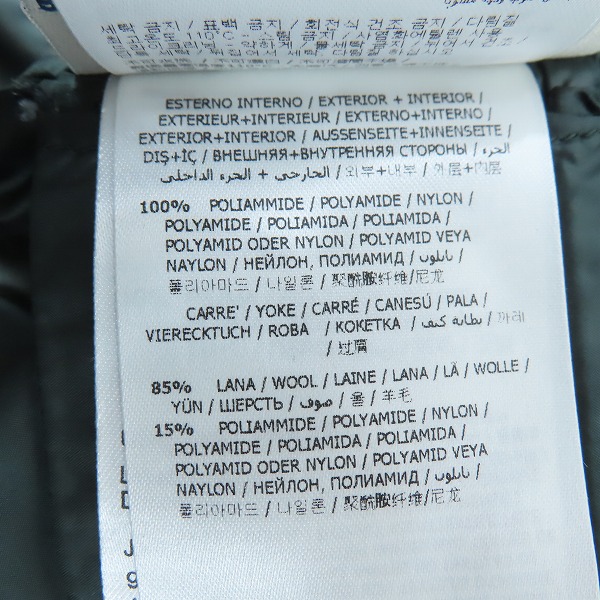 ESTERNO INTERNO / EXTERIOR + INTERIOR /
EXTERIEUR+INTERIEUR / EXTERNO+INTERNO /
EXTERIOR+INTERIOR / AUSSENSEITE+INNENSEITE /
DIŞ+IÇ / ВНЕШНЯЯ+ВНУТРЕННЯЯ СТОРОНЫ / الجزء
الخارجي + الجزء الداخلي / 외부+내부 / 外层+内层
100% POLIAMMIDE / POLYAMIDE / NYLON /
POLYAMIDE / POLIAMIDA / POLIAMIDA /
POLYAMID ODER NYLON / POLYAMID VEYA
NAYLON / НЕЙЛОН, ПОЛИАМИД / نايلون /
폴리아마드 / 나일론 / 聚酰胺纤维/尼龙
CARRE' / YOKE / CARRÉ / CANESÚ / PALA /
VIERECKTUCH / ROBA / КОКЕТКА / بطانة كتف / 까레
/ 过肩
85% LANA / WOOL / LAINE / LANA / LÃ / WOLLE /
YÜN / ШЕРСТЬ / صوف / 울 / 羊毛
15% POLIAMMIDE / POLYAMIDE / NYLON /
POLYAMIDE / POLIAMIDA / POLIAMIDA /
POLYAMID ODER NYLON / POLYAMID VEYA
NAYLON / НЕЙЛОН, ПОЛИАМИД / نايلون /
폴리아마드 / 나일론 / 聚酰胺纤维/尼龙